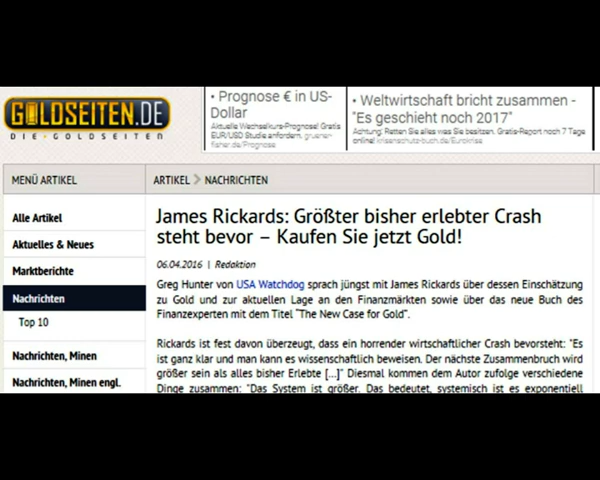 GOLDSEITEN.DE
DIE-GOLDSEITEN
• Prognose € in US-
Dollar
Aktuelle Wechselkurs-Prognose! Gratis
EUR/USD Studie anfordern. gruener-
fisher.de/Prognose
• Weltwirtschaft bricht zusammen -
"Es geschieht noch 2017"
Achtung: Retten Sie alles was Sie besitzen. Gratis-Report noch 7 Tage
online! krisenschutz-buch.de/Eurokrise
MENÜ ARTIKEL
ARTIKEL > NACHRICHTEN
Alle Artikel
Aktuelles & Neues
Marktberichte
Nachrichten
Top 10
Nachrichten, Minen
Nachrichten, Minen engl.
James Rickards: Größter bisher erlebter Crash
steht bevor – Kaufen Sie jetzt Gold!
06.04.2016 | Redaktion
Greg Hunter von USA Watchdog sprach jüngst mit James Rickards über dessen Einschätzung
zu Gold und zur aktuellen Lage an den Finanzmärkten sowie über das neue Buch des
Finanzexperten mit dem Titel "The New Case for Gold".
Rickards ist fest davon überzeugt, dass ein horrender wirtschaftlicher Crash bevorsteht: "Es
ist ganz klar und man kann es wissenschaftlich beweisen. Der nächste Zusammenbruch wird
größer sein als alles bisher Erlebte [...]" Diesmal kommen dem Autor zufolge verschiedene
Dinge zusammen: "Das System ist größer. Das bedeutet, systemisch ist es exponentiell